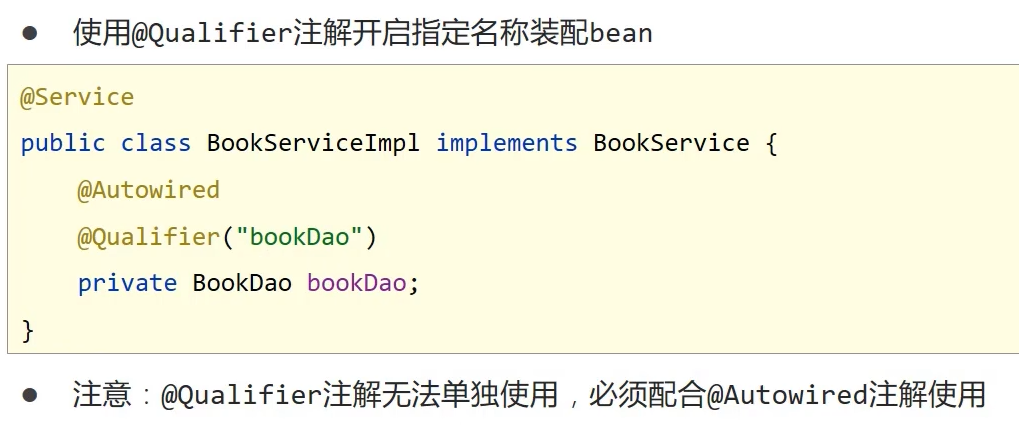 ● 使用@Qualifier注解开启指定名称装配bean
@Service
public class BookServiceImpl implements BookService {
    @Autowired
    @Qualifier("bookDao")
    private BookDao bookDao;
}
● 注意：@Qualifier注解无法单独使用，必须配合@Autowired注解使用